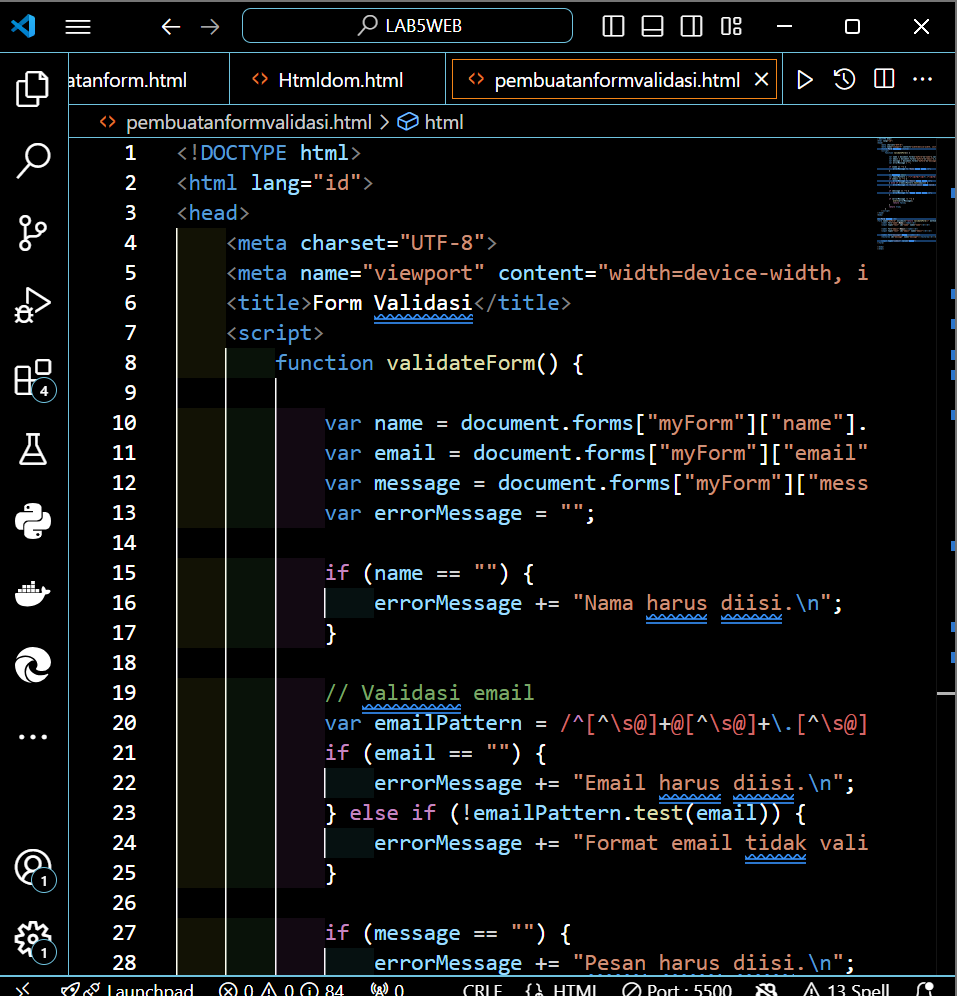 LAB5WEB
atanform.html
Htmldom.html
pembuatanformvalidasi.html
pembuatanformvalidasi.html > html
1 <!DOCTYPE html>
2 <html lang="id">
3 <head>
4 <meta charset="UTF-8">
5 <meta name="viewport" content="width=device-width, i
6 <title>Form Validasi</title>
7 <script>
8 function validateForm() {
9
10 var name = document.forms["myForm"]["name"].
11 var email = document.forms["myForm"]["email"
12 var message = document.forms["myForm"]["mess
13 var errorMessage = "";
14
15 if (name == "") {
16 errorMessage += "Nama harus diisi.\n";
17 }
18
19 // Validasi email
20 var emailPattern = /^[^\s@]+@[^\s@]+\.[^\s@]
21 if (email == "") {
22 errorMessage += "Email harus diisi.\n";
23 } else if (!emailPattern.test(email)) {
24 errorMessage += "Format email tidak vali
25 }
26
27 if (message == "") {
28 errorMessage += "Pesan harus diisi.\n";
4
1
1
Launchpad 0 0 84 0 CRLF {} HTML Port : 5500 13 Spell